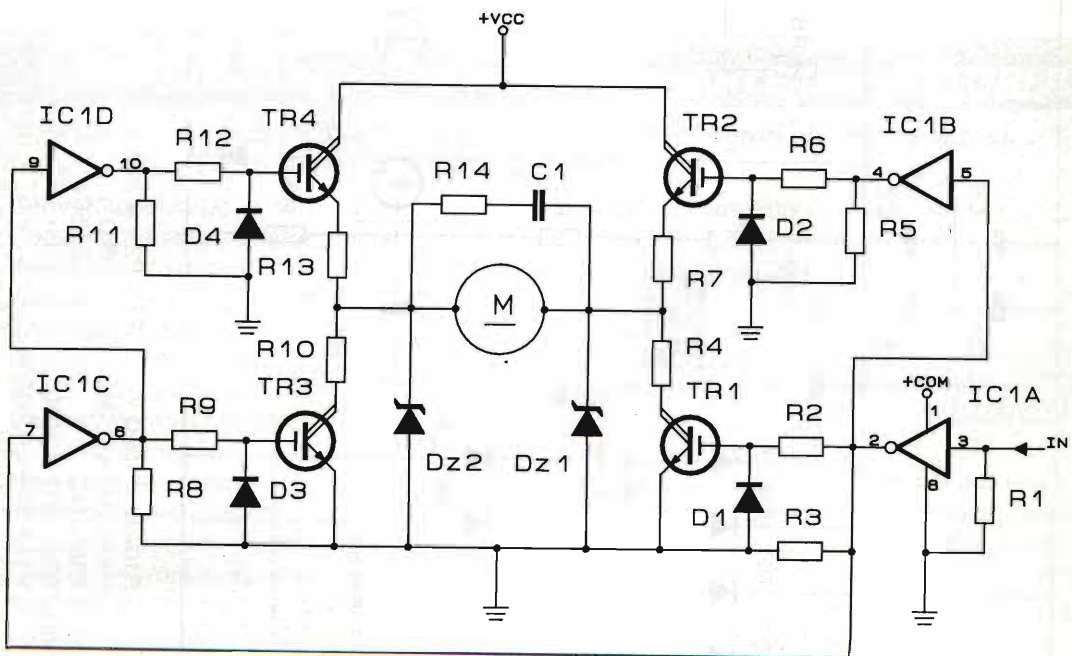 +VCC
IC1D
R12
TR4
TR2
R6
IC1B
9
10
R14
C1
4
5
R11
D4
R13
D2
R5
R7
M
R10
R4
IC1C
TR3
TR1
+COM
IC1A
7
6
R9
R2
1
2
3
IN
Dz2
Dz1
8
R8
D3
D1
R3
R1